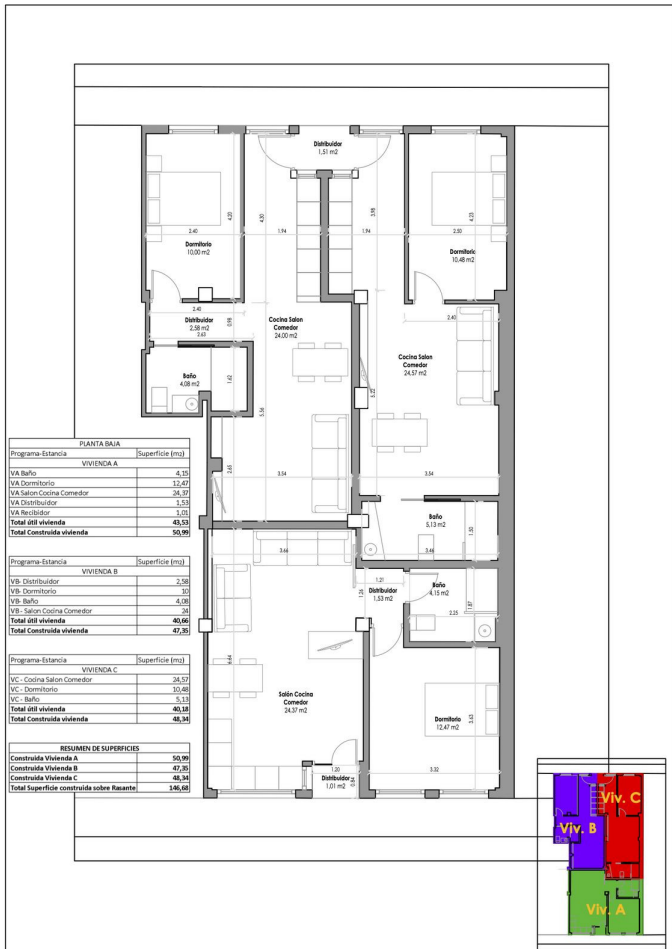 Distribuidor
1,51 m2
4.20
4.30
3.98
4.23
2.40
1.94
1.94
2.50
Dormitorio
10,00 m2
Dormitorio
10,48 m2
2.40
Distribuidor
2,58 m2
0.98
2.63
Cocina Salon
Comedor
24,00 m2
2.40
Cocina Salon
Comedor
24,57 m2
Baño
4,08 m2
1.62
5.56
5.22
2.65
3.54
3.54
Baño
5,13 m2
1.50
3.46
3.66
1.21
Distribuidor
1,53 m2
1.26
Baño
4,15 m2
1.87
2.25
6.64
Salón Cocina
Comedor
24,37 m2
Dormitorio
12,47 m2
3.63
1.20
Distribuidor
1,01 m2
0.84
3.32
PLANTA BAJA
Programa-Estancia Superficie (m2)
VIVIENDA A
VA Baño 4,15
VA Dormitorio 12,47
VA Salon Cocina Comedor 24,37
VA Distribuidor 1,53
VA Recibidor 1,01
Total útil vivienda 43,53
Total Construida vivienda 50,99
Programa-Estancia Superficie (m2)
VIVIENDA B
VB- Distribuidor 2,58
VB- Dormitorio 10
VB- Baño 4,08
VB - Salon Cocina Comedor 24
Total útil vivienda 40,66
Total Construida vivienda 47,35
Programa-Estancia Superficie (m2)
VIVIENDA C
VC - Cocina Salon Comedor 24,57
VC - Dormitorio 10,48
VC - Baño 5,13
Total útil vivienda 40,18
Total Construida vivienda 48,34
RESUMEN DE SUPERFICIES
Construida Vivienda A 50,99
Construida Vivienda B 47,35
Construida Vivienda C 48,34
Total Superficie construida sobre Rasante 146,68
Viv. C
Viv. B
Viv. A